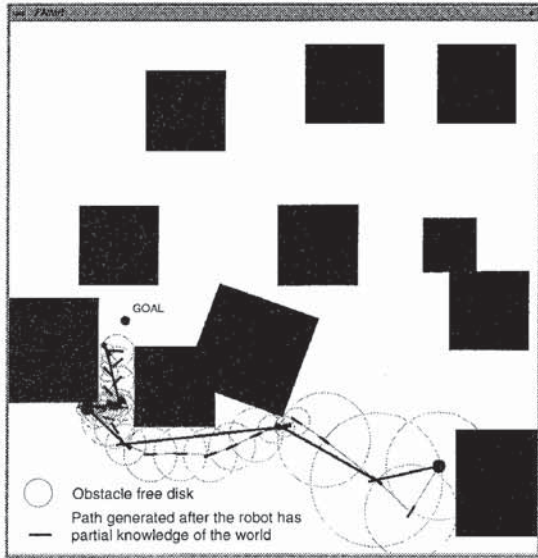 GOAL
Obstacle free disk
Path generated after the robot has
partial knowledge of the world